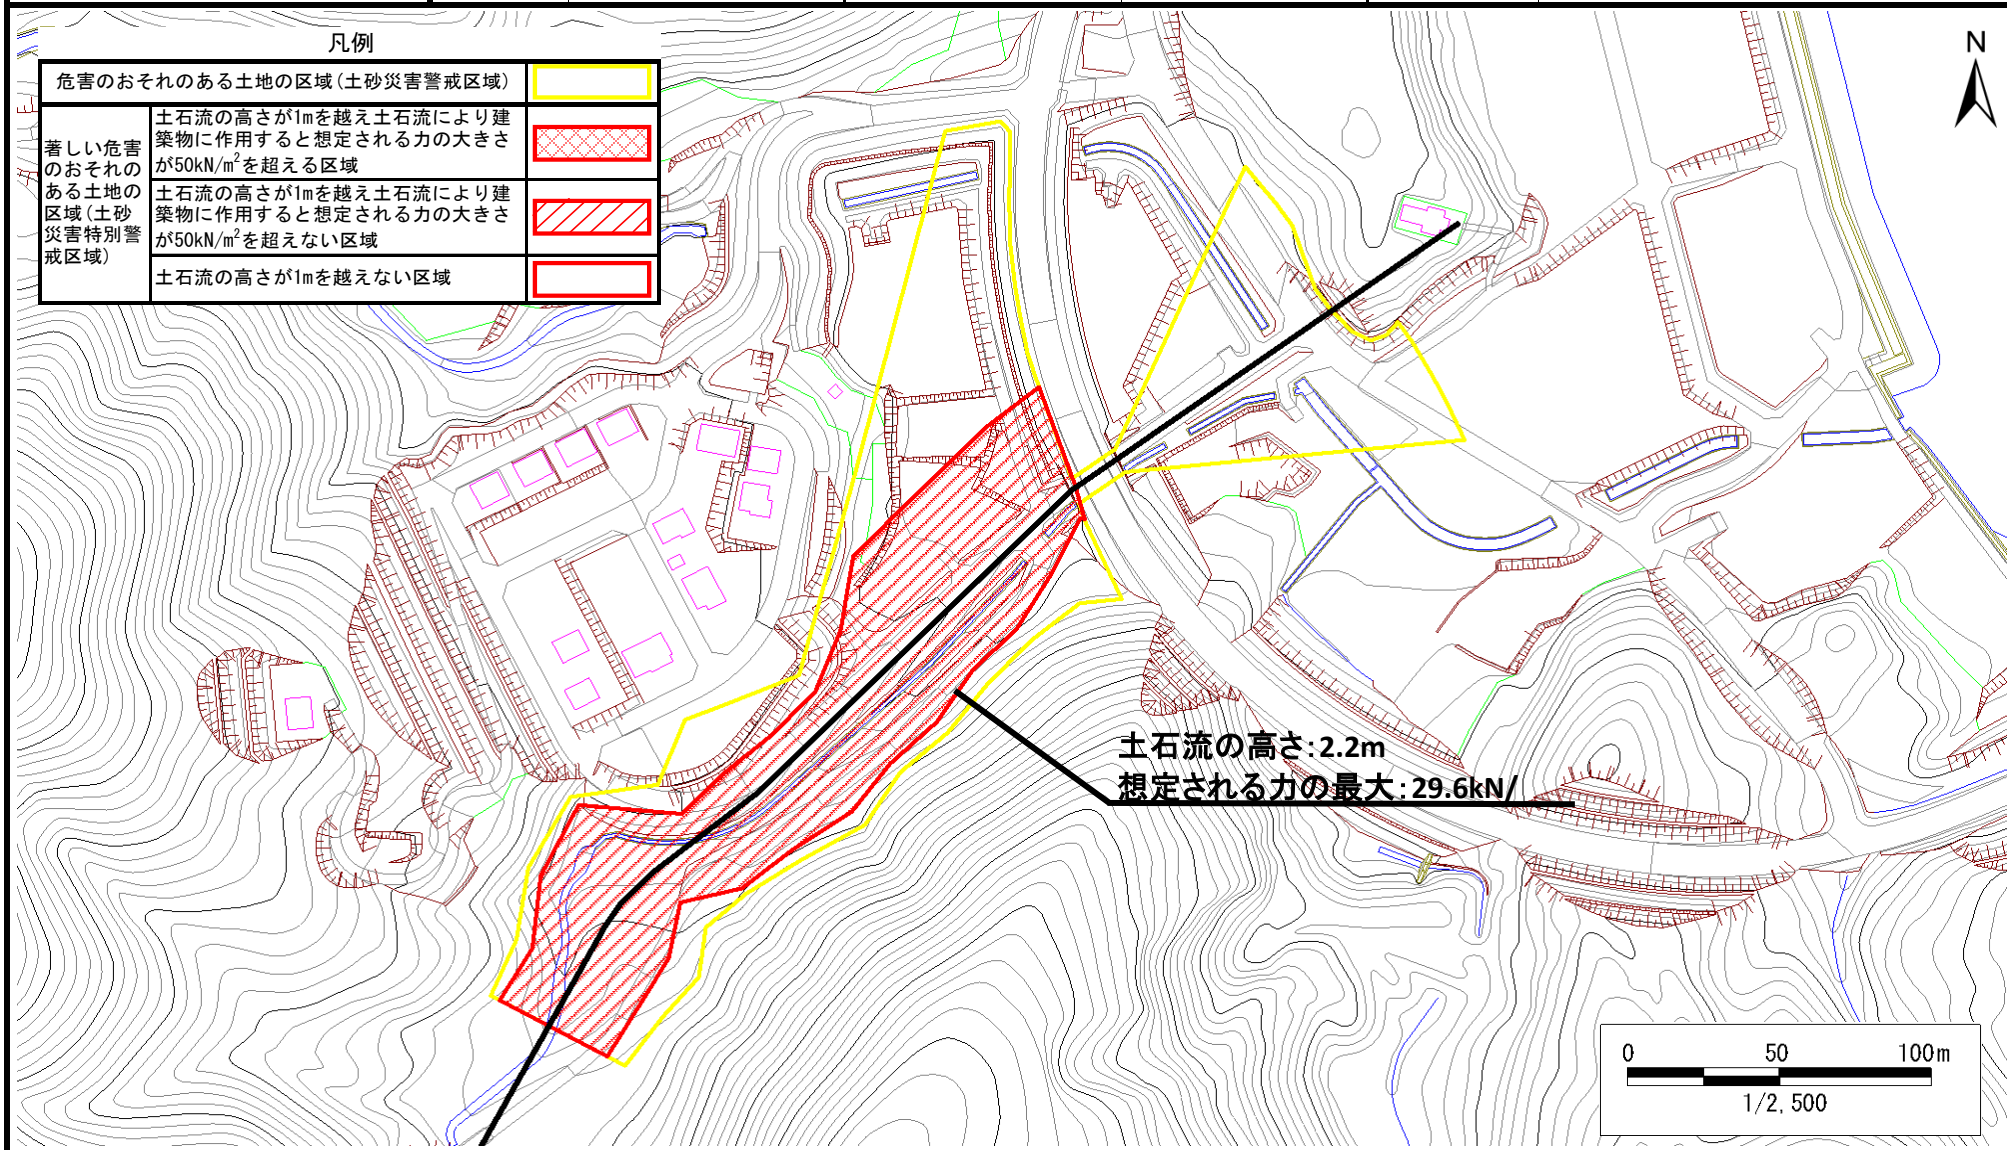 凡例
危害のおそれのある土地の区域(土砂災害警戒区域)
著しい危害
のおそれの
ある土地の
区域(土砂
災害特別警
戒区域)
土石流の高さが1mを越え土石流により建
築物に作用すると想定される力の大きさ
が50kN/m²を超える区域
土石流の高さが1mを越え土石流により建
築物に作用すると想定される力の大きさ
が50kN/m²を超えない区域
土石流の高さが1mを越えない区域
N
土石流の高さ:2.2m
想定される力の最大:29.6kN/
0 50 100m
1/2,500